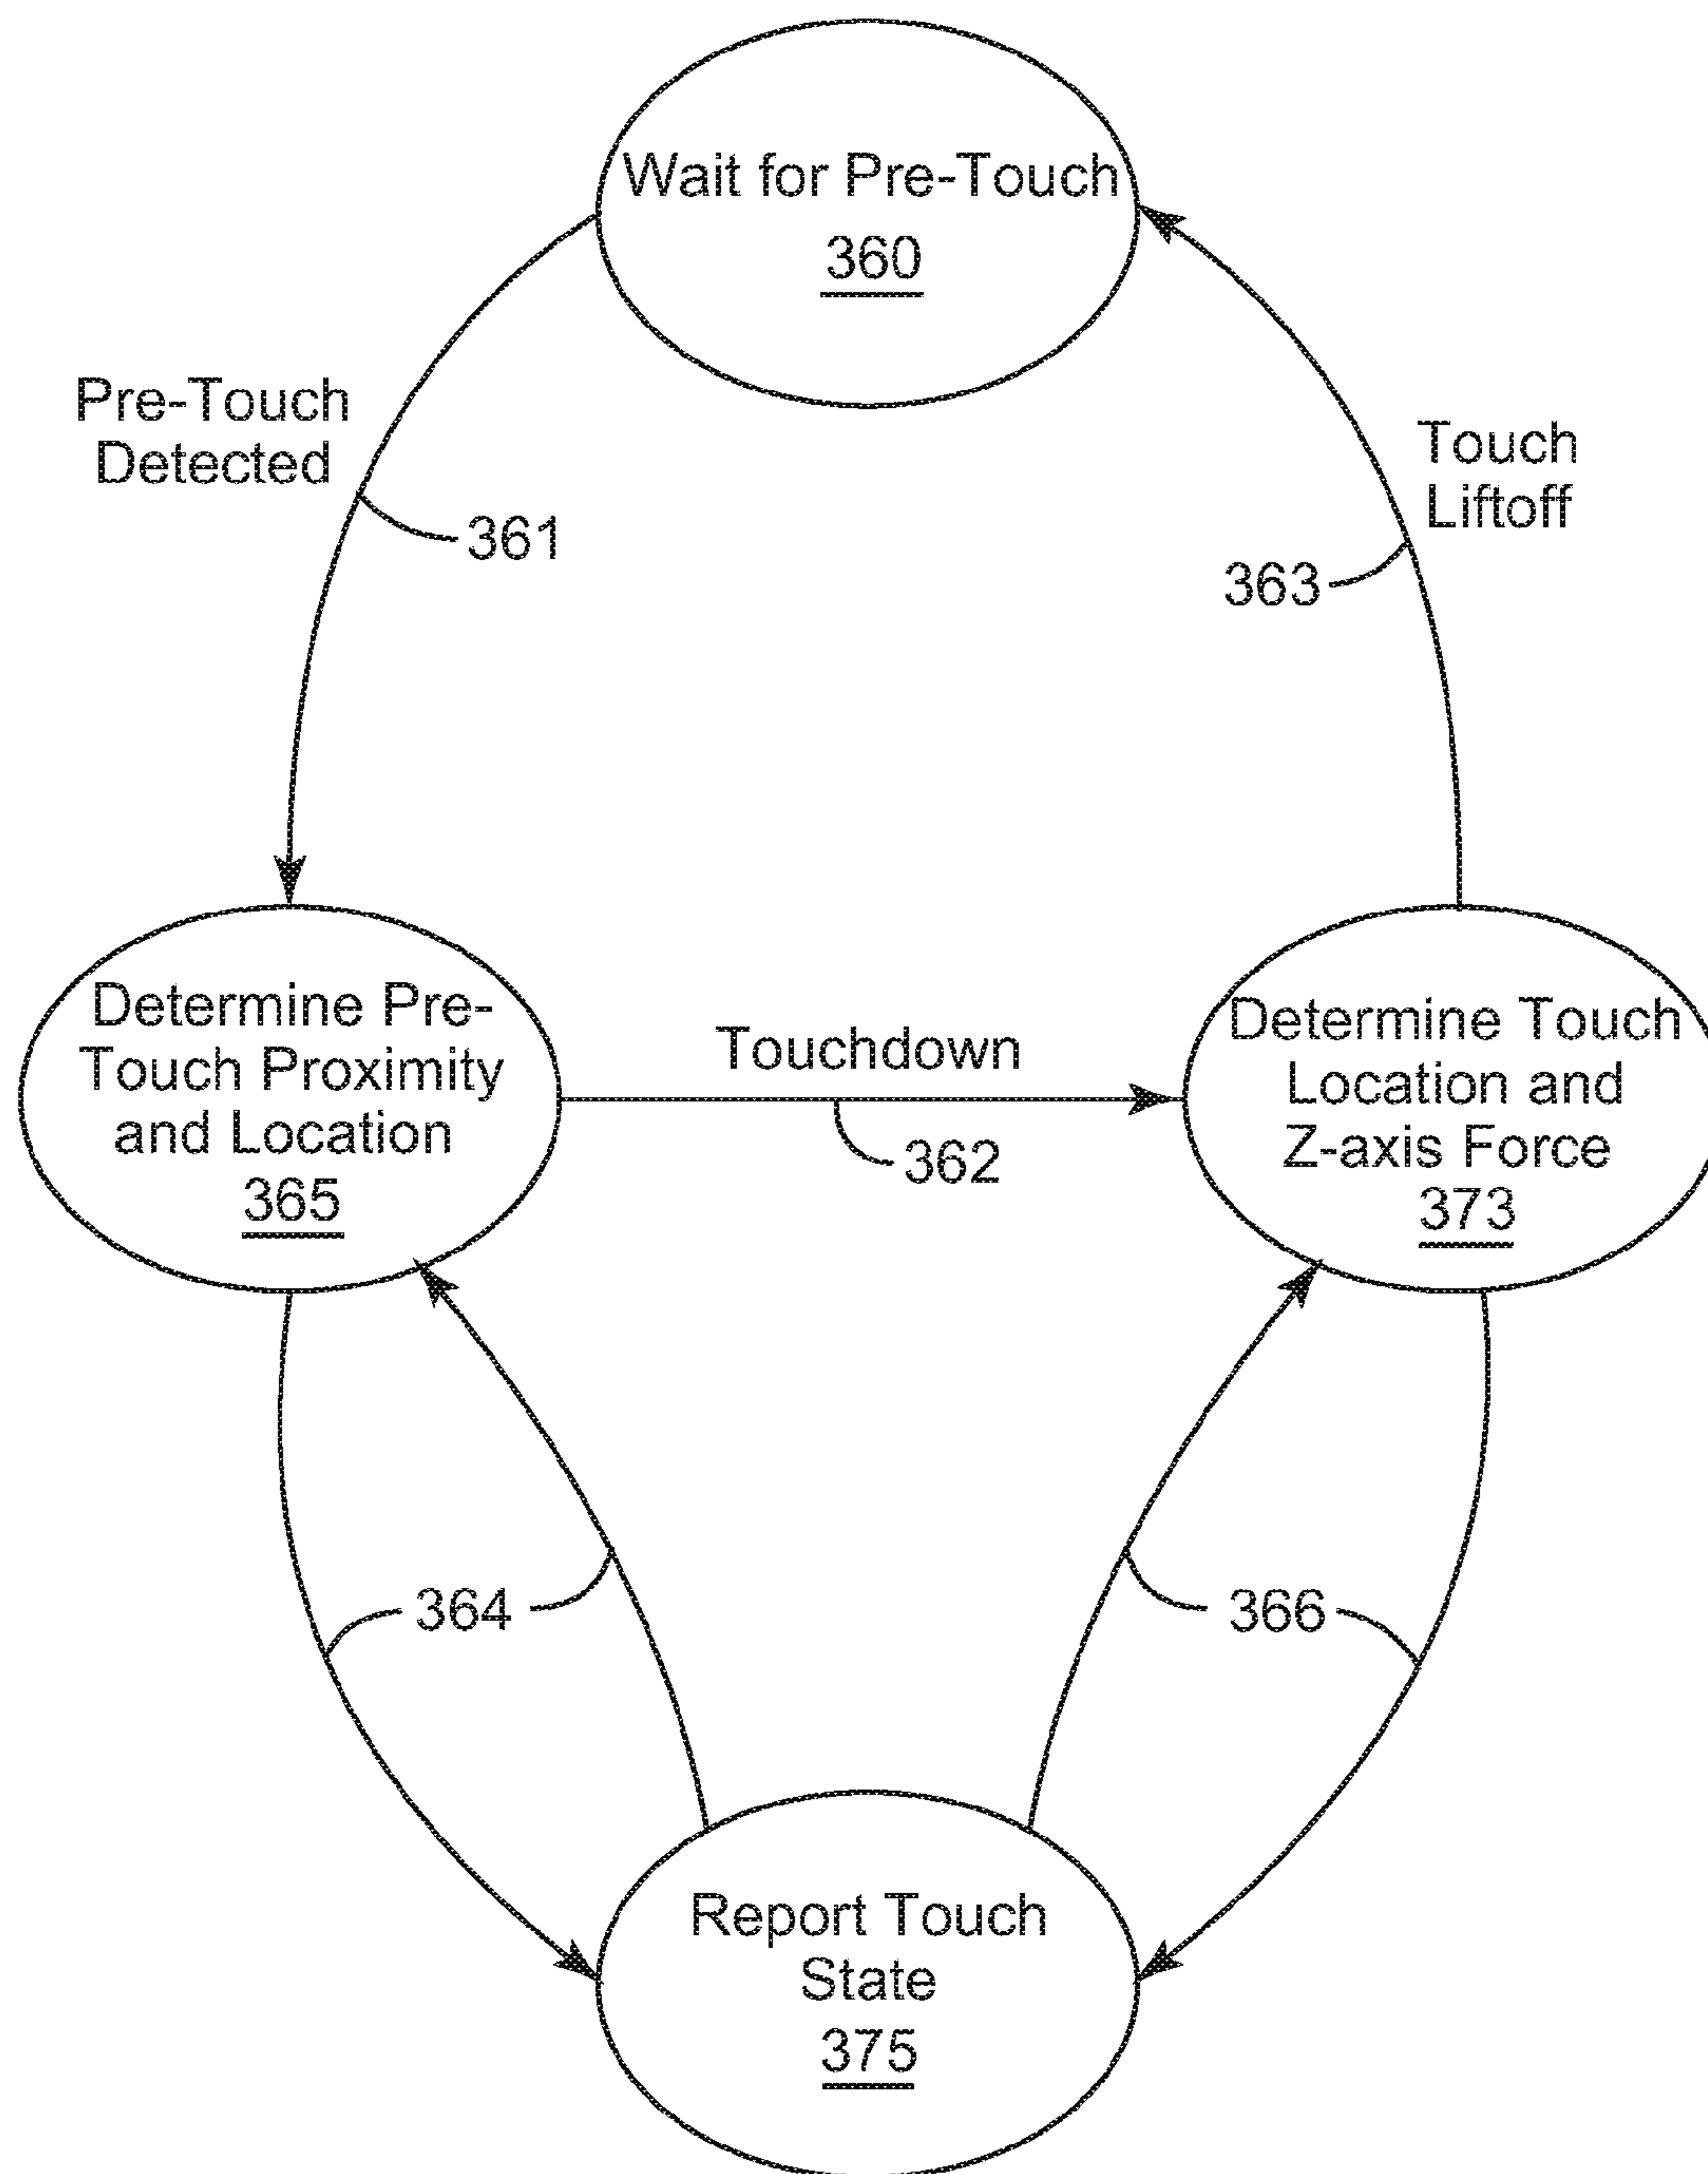 Wait for Pre-Touch
360
Pre-Touch
Detected
361
Touch
Liftoff
363
Determine Pre-
Touch Proximity
and Location
365
Touchdown
362
Determine Touch
Location and
Z-axis Force
373
364
366
Report Touch
State
375